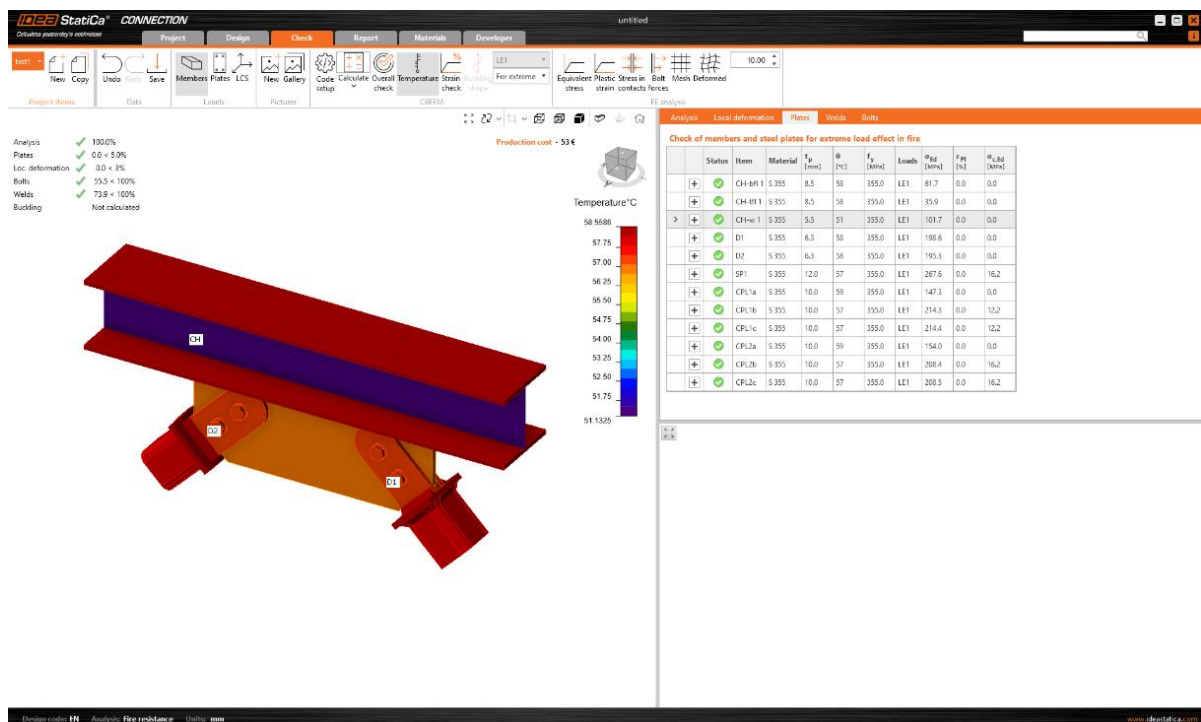 IDEA StatiCa® CONNECTION
untitled
Calculate yesterday's estimates
Project Design Check Report Materials Developer
test1
New Copy
Undo Redo Save
Members Plates LCS
New Gallery
Code setup
Calculate
Overall check
Temperature
Strain check
Buckling shape
LE1
For extreme
Equivalent stress
Plastic strain
Stress in contacts
Bolt forces
Mesh
Deformed
10.00
Project items Data Labels Pictures CBFEM FE analysis
Analysis 100.0%
Plates 0.0 < 5.0%
Loc. deformation 0.0 < 3%
Bolts 55.5 < 100%
Welds 73.9 < 100%
Buckling Not calculated
Production cost - 53 €
Temperature°C
58.5586
57.75
57.00
56.25
55.50
54.75
54.00
53.25
52.50
51.75
51.1325
CH
D2
D1
Analysis Local deformation Plates Welds Bolts
Check of members and steel plates for extreme load effect in fire
Status Item Material tp [mm] θ [°C] fy [MPa] Loads σEd [MPa] εPl [%] σc,Ed [MPa]
CH-bfl 1 S 355 8.5 58 355.0 LE1 61.7 0.0 0.0
CH-tfl 1 S 355 8.5 58 355.0 LE1 35.9 0.0 0.0
> CH-w 1 S 355 5.5 51 355.0 LE1 101.7 0.0 0.0
D1 S 355 6.3 58 355.0 LE1 198.6 0.0 0.0
D2 S 355 6.3 58 355.0 LE1 195.3 0.0 0.0
SP1 S 355 12.0 57 355.0 LE1 267.6 0.0 16.2
CPL1a S 355 10.0 59 355.0 LE1 147.3 0.0 0.0
CPL1b S 355 10.0 57 355.0 LE1 214.3 0.0 12.2
CPL1c S 355 10.0 57 355.0 LE1 214.4 0.0 12.2
CPL2a S 355 10.0 59 355.0 LE1 154.0 0.0 0.0
CPL2b S 355 10.0 57 355.0 LE1 208.4 0.0 16.2
CPL2c S 355 10.0 57 355.0 LE1 208.5 0.0 16.2
Design code: EN Analysis: Fire resistance Units: mm
www.ideastatica.com